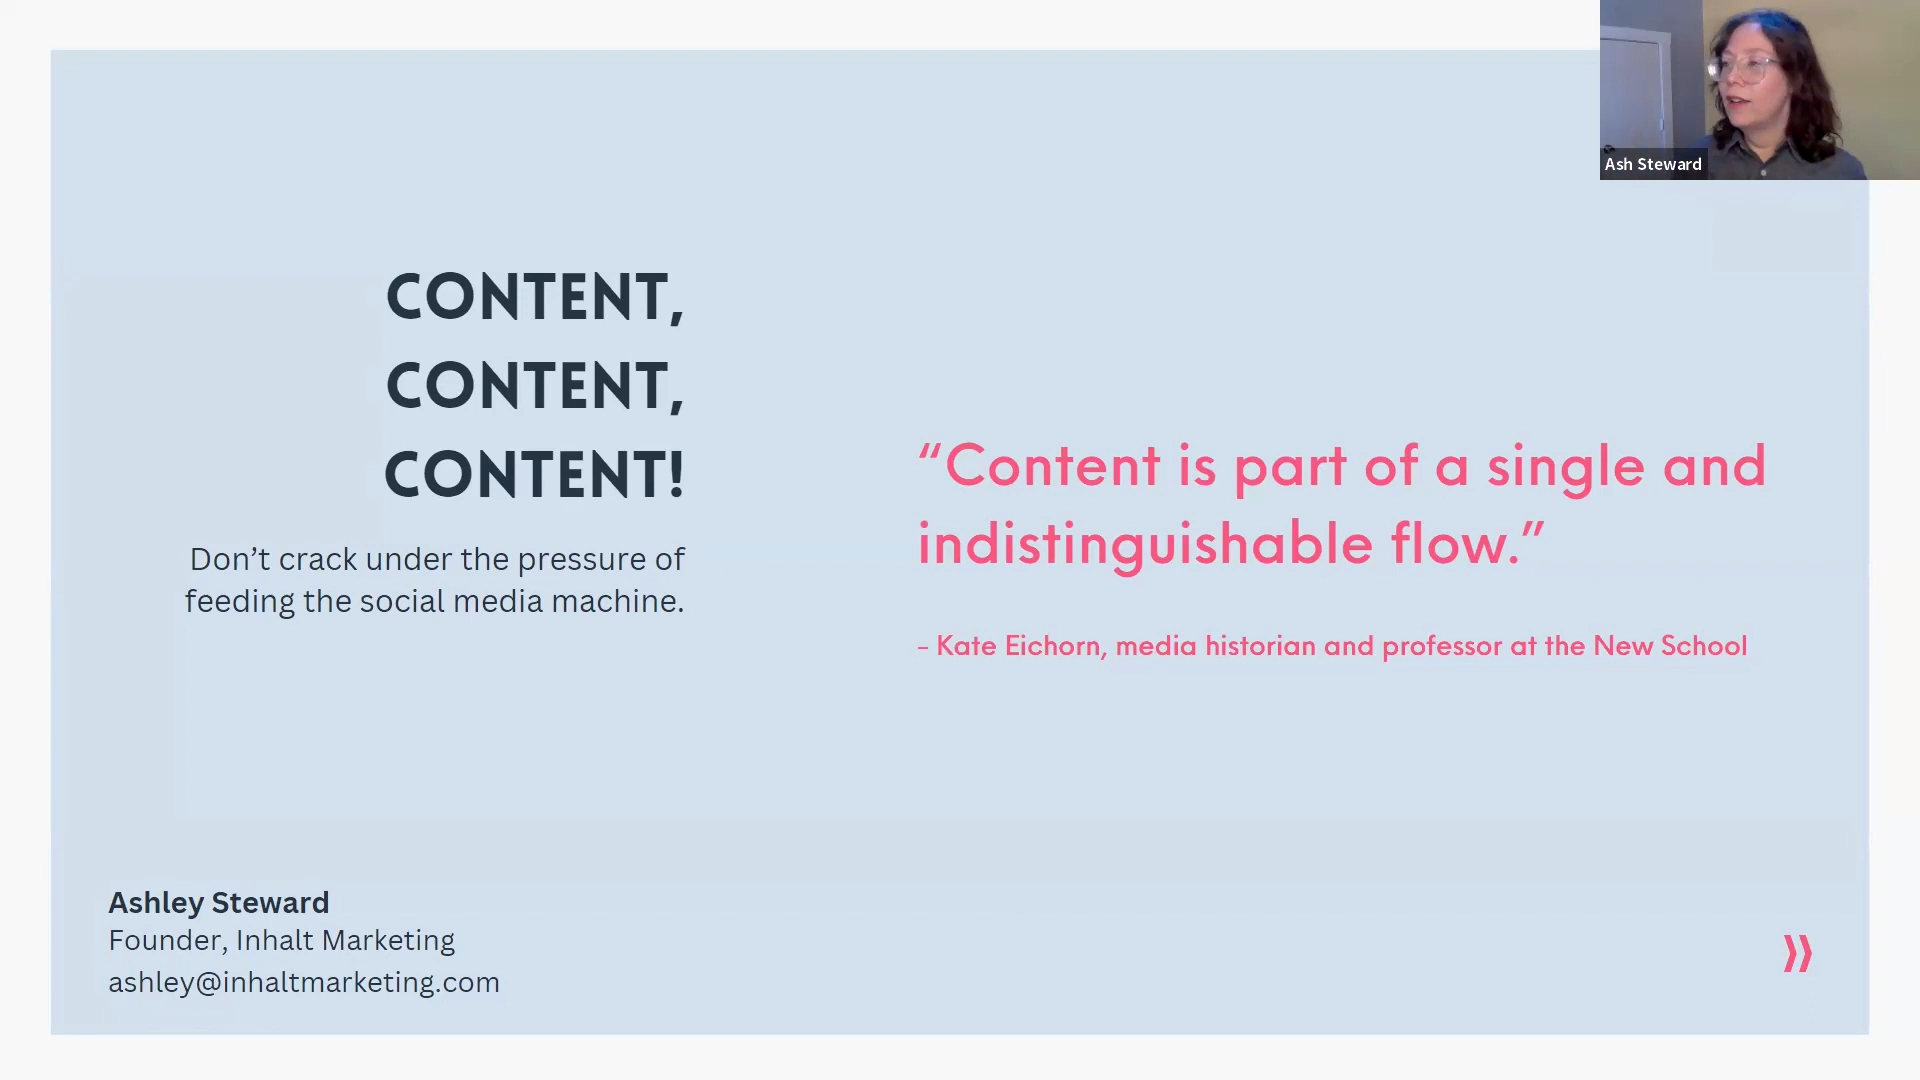 CONTENT,
CONTENT,
CONTENT!
Don’t crack under the pressure of
feeding the social media machine.
“Content is part of a single and
indistinguishable flow.”
- Kate Eichorn, media historian and professor at the New School
Ashley Steward
Founder, Inhalt Marketing
ashley@inhaltmarketing.com
Ash Steward